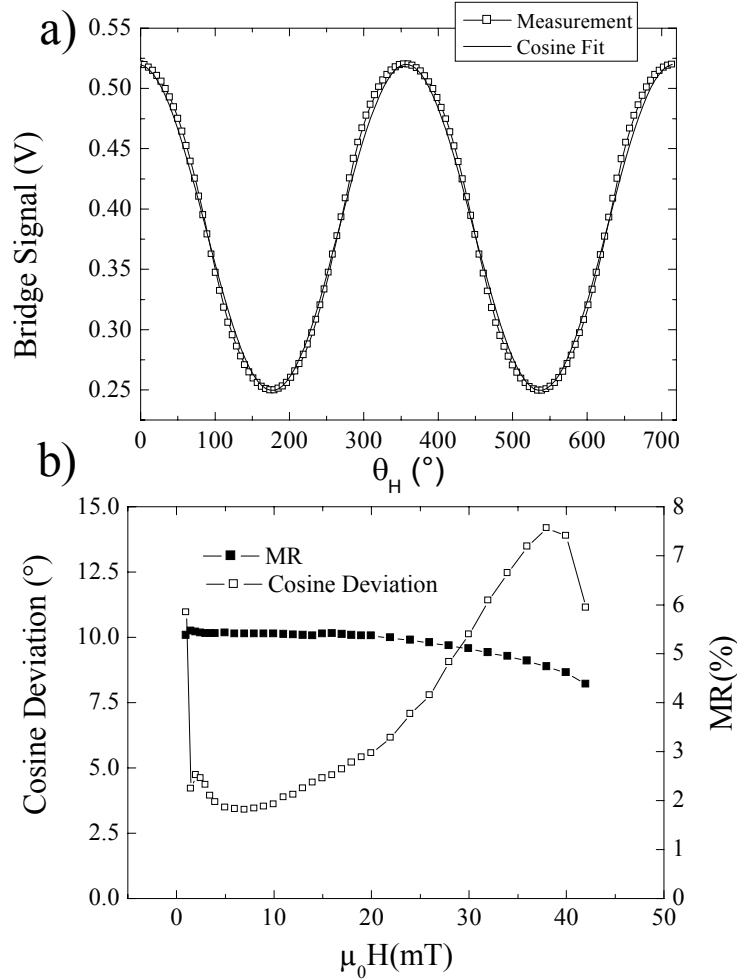 a)
Measurement
Cosine Fit
0.55
0.50
0.45
0.40
0.35
0.30
0.25
Bridge Signal (V)
0 100 200 300 400 500 600 700
θ_H (°)
b)
15.0
12.5
10.0
7.5
5.0
2.5
0.0
Cosine Deviation (°)
MR
Cosine Deviation
8
7
6
5
4
3
2
1
0
MR(%)
0 10 20 30 40 50
μ₀H(mT)